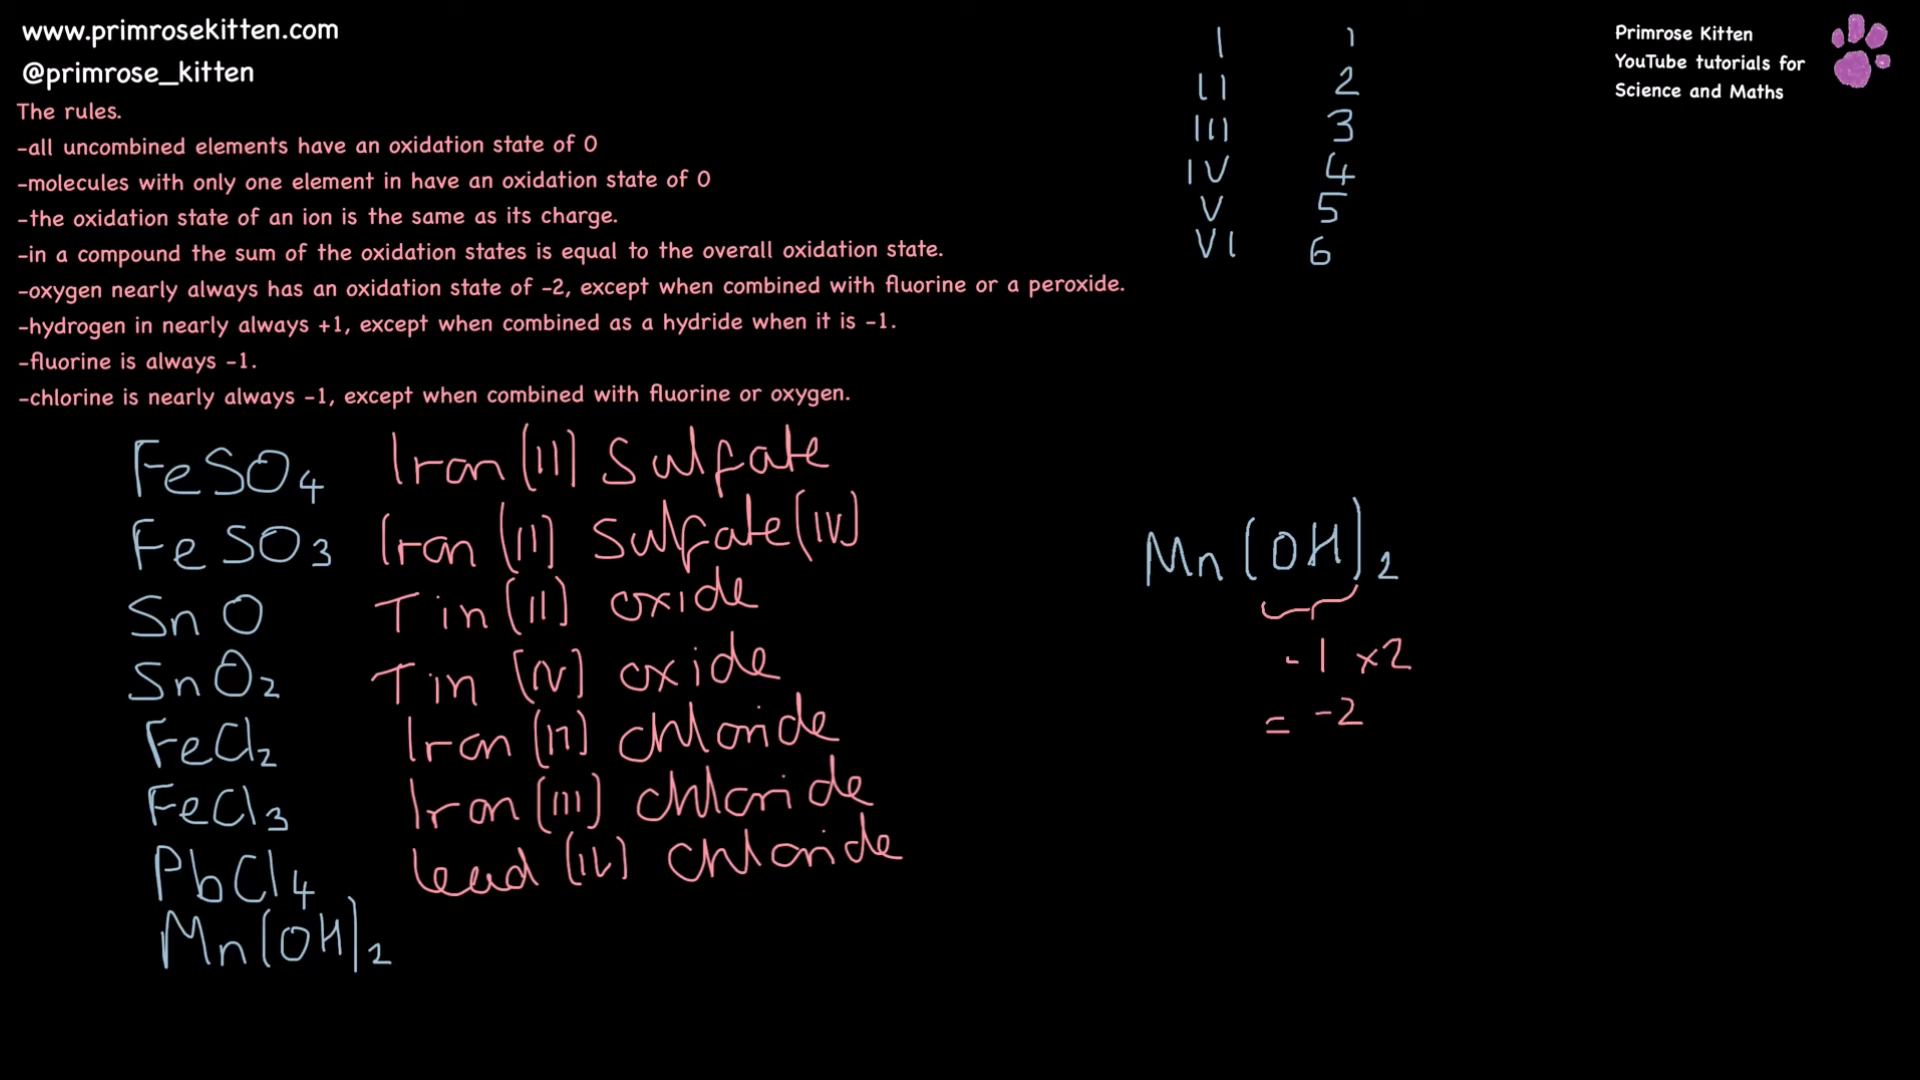 www.primrosekitten.com
@primrose_kitten
Primrose Kitten
YouTube tutorials for
Science and Maths
The rules.
-all uncombined elements have an oxidation state of 0
-molecules with only one element in have an oxidation state of 0
-the oxidation state of an ion is the same as its charge.
-in a compound the sum of the oxidation states is equal to the overall oxidation state.
-oxygen nearly always has an oxidation state of -2, except when combined with fluorine or a peroxide.
-hydrogen in nearly always +1, except when combined as a hydride when it is -1.
-fluorine is always -1.
-chlorine is nearly always -1, except when combined with fluorine or oxygen.
I 1
II 2
III 3
IV 4
V 5
VI 6
FeSO₄ Iron (II) Sulfate
FeSO₃ Iron (II) Sulfate (IV)
SnO Tin (II) oxide
SnO₂ Tin (IV) oxide
FeCl₂ Iron (II) chloride
FeCl₃ Iron (III) chloride
PbCl₄ lead (IV) chloride
Mn(OH)₂
Mn(OH)₂
-1 ×2
= -2